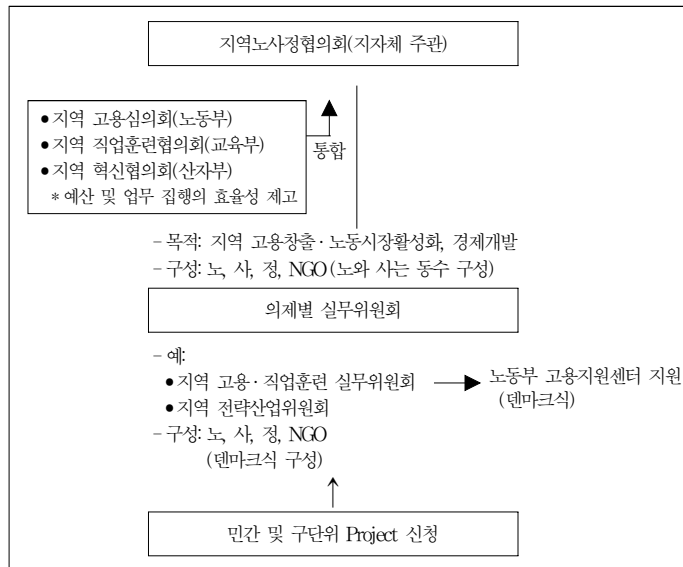 지역노사정협의회(지자체 주관)
● 지역 고용심의회(노동부)
● 지역 직업훈련협의회(교육부)
● 지역 혁신협의회(산자부)
* 예산 및 업무 집행의 효율성 제고
통합
- 목적: 지역 고용창출 · 노동시장활성화, 경제개발
- 구성: 노, 사, 정, NGO (노와 사는 동수 구성)
의제별 실무위원회
- 예:
● 지역 고용 · 직업훈련 실무위원회
노동부 고용지원센터 지원
(덴마크식)
● 지역 전략산업위원회
- 구성: 노, 사, 정, NGO
(덴마크식 구성)
민간 및 구단위 Project 신청